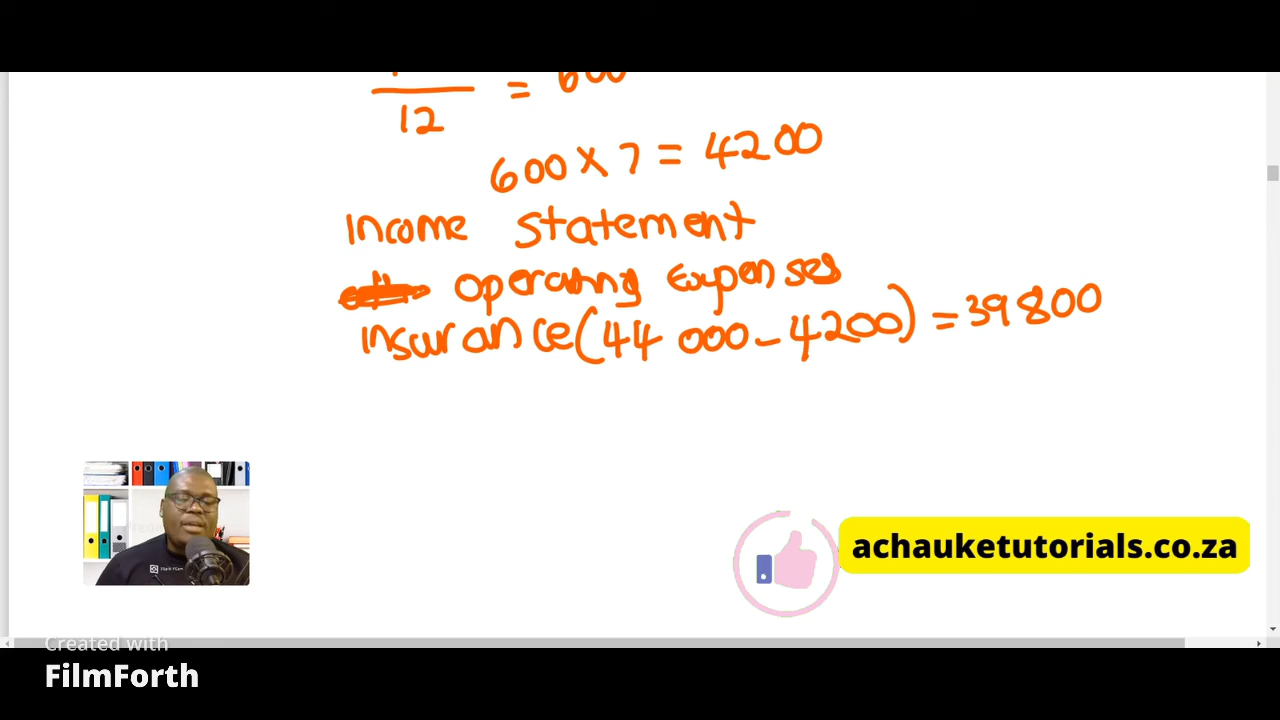 12 = 600
600 x 7 = 4200
Income Statement
Operating Expenses
Insurance (44 000 - 4200) = 39800
achauketutorials.co.za
Created with
FilmForth